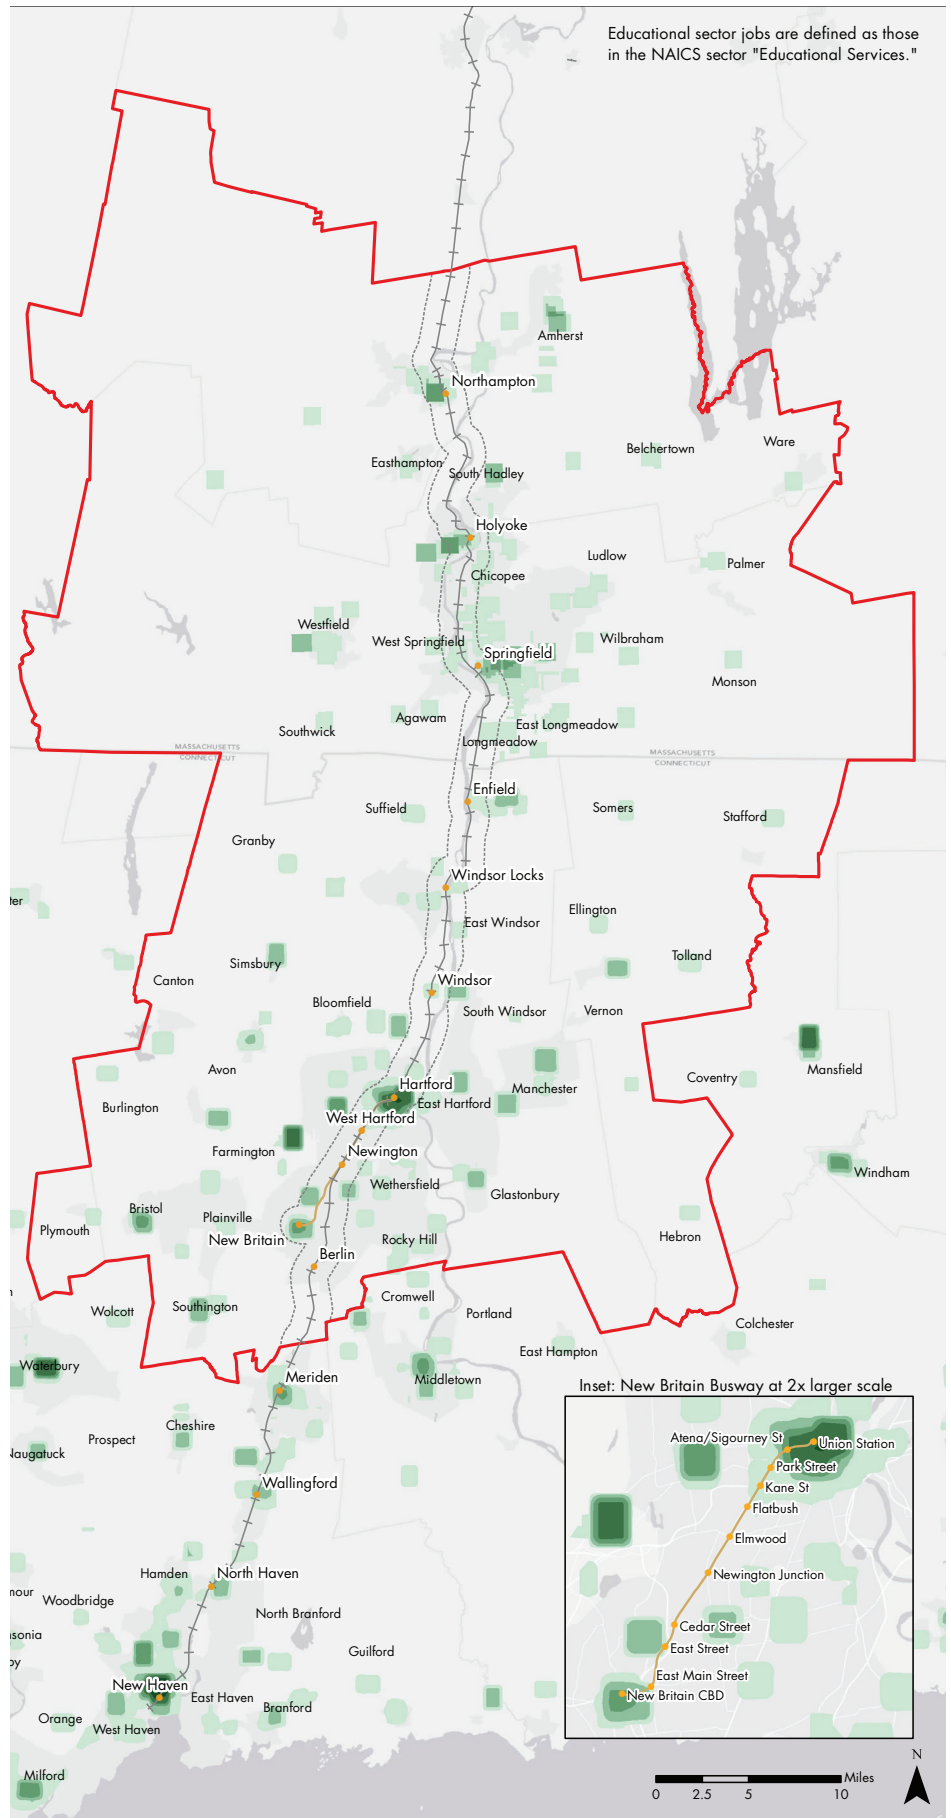 Educational sector jobs are defined as those
in the NAICS sector "Educational Services."
Amherst
Northampton
Belchertown
Ware
Easthampton
South Hadley
Holyoke
Ludlow
Palmer
Chicopee
Westfield
West Springfield
Wilbraham
Springfield
Monson
Agawam
East Longmeadow
Southwick
Longmeadow
MASSACHUSETTS
CONNECTICUT
MASSACHUSETTS
CONNECTICUT
Enfield
Suffield
Somers
Stafford
Granby
Windsor Locks
ter
East Windsor
Ellington
Tolland
Simsbury
Canton
Windsor
Bloomfield
South Windsor
Vernon
Avon
Mansfield
Coventry
Hartford
Manchester
Burlington
East Hartford
West Hartford
Farmington
Newington
Windham
Wethersfield
Glastonbury
Bristol
Plainville
Plymouth
New Britain
Rocky Hill
Hebron
Berlin
n
Cromwell
Wolcott
Southington
Portland
Colchester
East Hampton
Waterbury
Meriden
Middletown
Inset: New Britain Busway at 2x larger scale
Cheshire
Prospect
Naugatuck
Atena/Sigourney St
Union Station
Park Street
Kane St
Flatbush
Elmwood
Newington Junction
Cedar Street
East Street
East Main Street
New Britain CBD
Wallingford
Hamden
North Haven
mour
Woodbridge
North Branford
nsonia
Guilford
by
New Haven
East Haven
Branford
Orange
West Haven
Milford
N
Miles
0 2.5 5 10